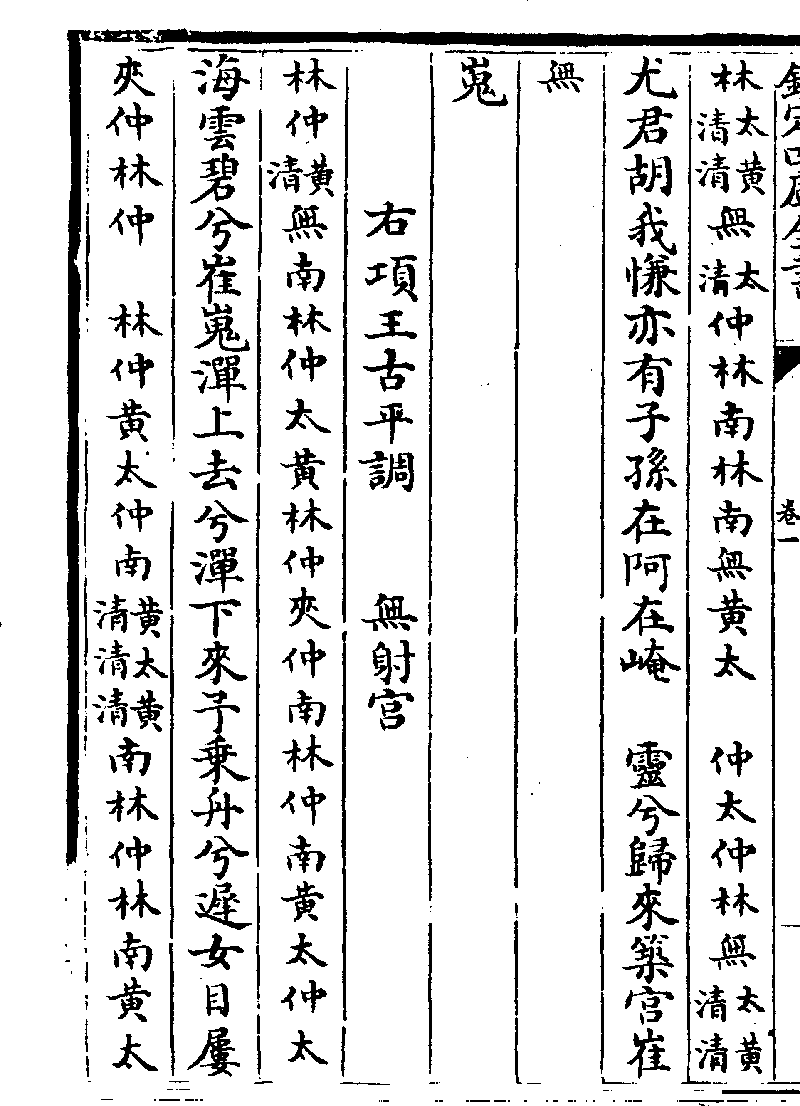 欽定四庫全書
卷一
林太清黃清無太清仲林南林南無黃太　仲太仲林無太清黃清
尤君胡我慊亦有子孫在阿在崦　靈兮歸來築宮崔
無
嵬
右項王古平調　無射宮
林仲黃清無南林仲太黃林仲夾仲南林仲南黃太仲太
海雲碧兮崔嵬潬上去兮潬下來予乗舟兮遲女目屢
夾仲林仲　林仲黃太仲南黃清太清黃清南林仲林南黃太